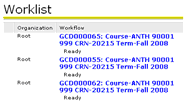 Worklist
Organization Workflow
Root GCD000065: Course-ANTH 90001
999 CRN-20215 Term-Fall 2008
Ready
Root GCD000055: Course-ANTH 90001
999 CRN-20215 Term-Fall 2008
Ready
Root GCD000062: Course-ANTH 90001
999 CRN-20215 Term-Fall 2008
Ready